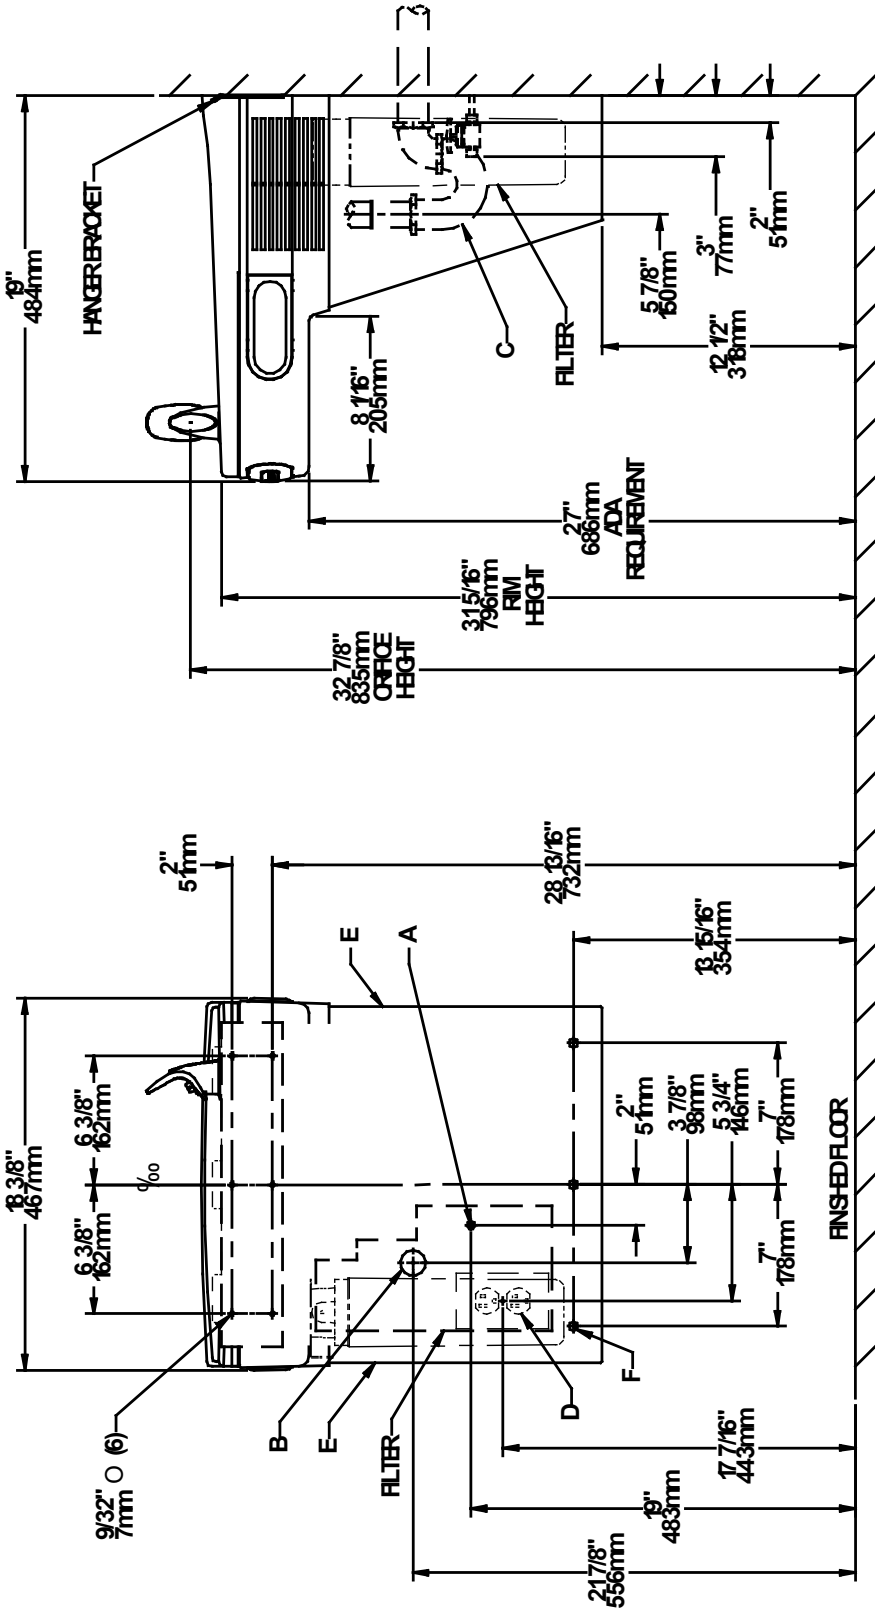 18 3/8"
467mm
6 3/8"
162mm
6 3/8"
162mm
9/32" O (6)
7mm
%00
2"
51mm
28 13/16"
732mm
13 15/16"
354mm
E
A
B
E
FILTER
D
F
2"
51mm
3 7/8"
98mm
5 3/4"
146mm
7"
178mm
7"
178mm
FINISHED FLOOR
21 7/8"
556mm
19"
483mm
17 7/16"
443mm
19"
484mm
HANGER BRACKET
8 1/16"
205mm
C
FILTER
5 7/8"
150mm
3"
77mm
2"
51mm
12 1/2"
318mm
27"
686mm
ADA
REQUIREMENT
31 5/16"
796mm
RIM
HEIGHT
32 7/8"
835mm
ORIFICE
HEIGHT